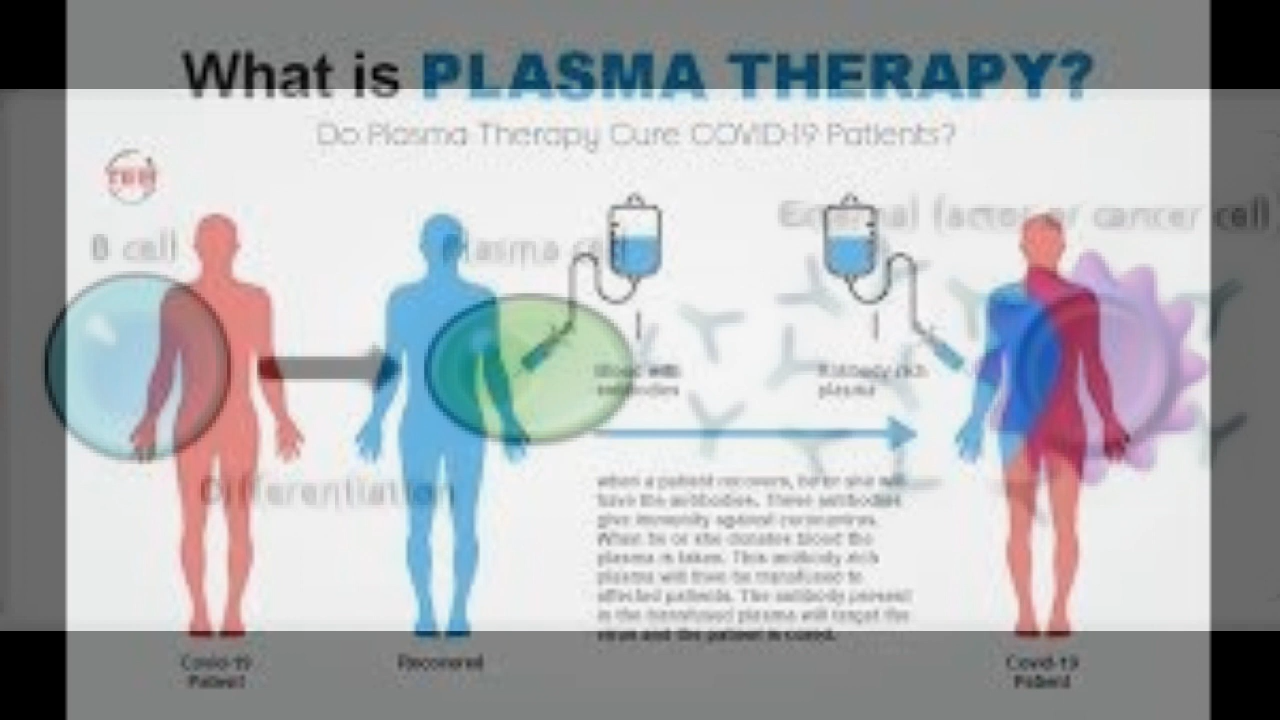 What is PLASMA THERAPY?
Do Plasma Therapy Cure COVID-19 Patients?
B cell
Plasma cell
External factor or cancer cell
Blood with
antibodies
Antibody rich
plasma
Differentiation
when a patient recovers, he or she will
have the antibodies. These antibodies
give immunity against coronavirus.
When he or she donates blood the
plasma is taken. This antibody rich
plasma will then be transfused to
affected patients. The antibody present
in the transfused plasma will target the
virus and the patient is cured.
Covid-19
Patient
Recovered
Covid-19
Patient